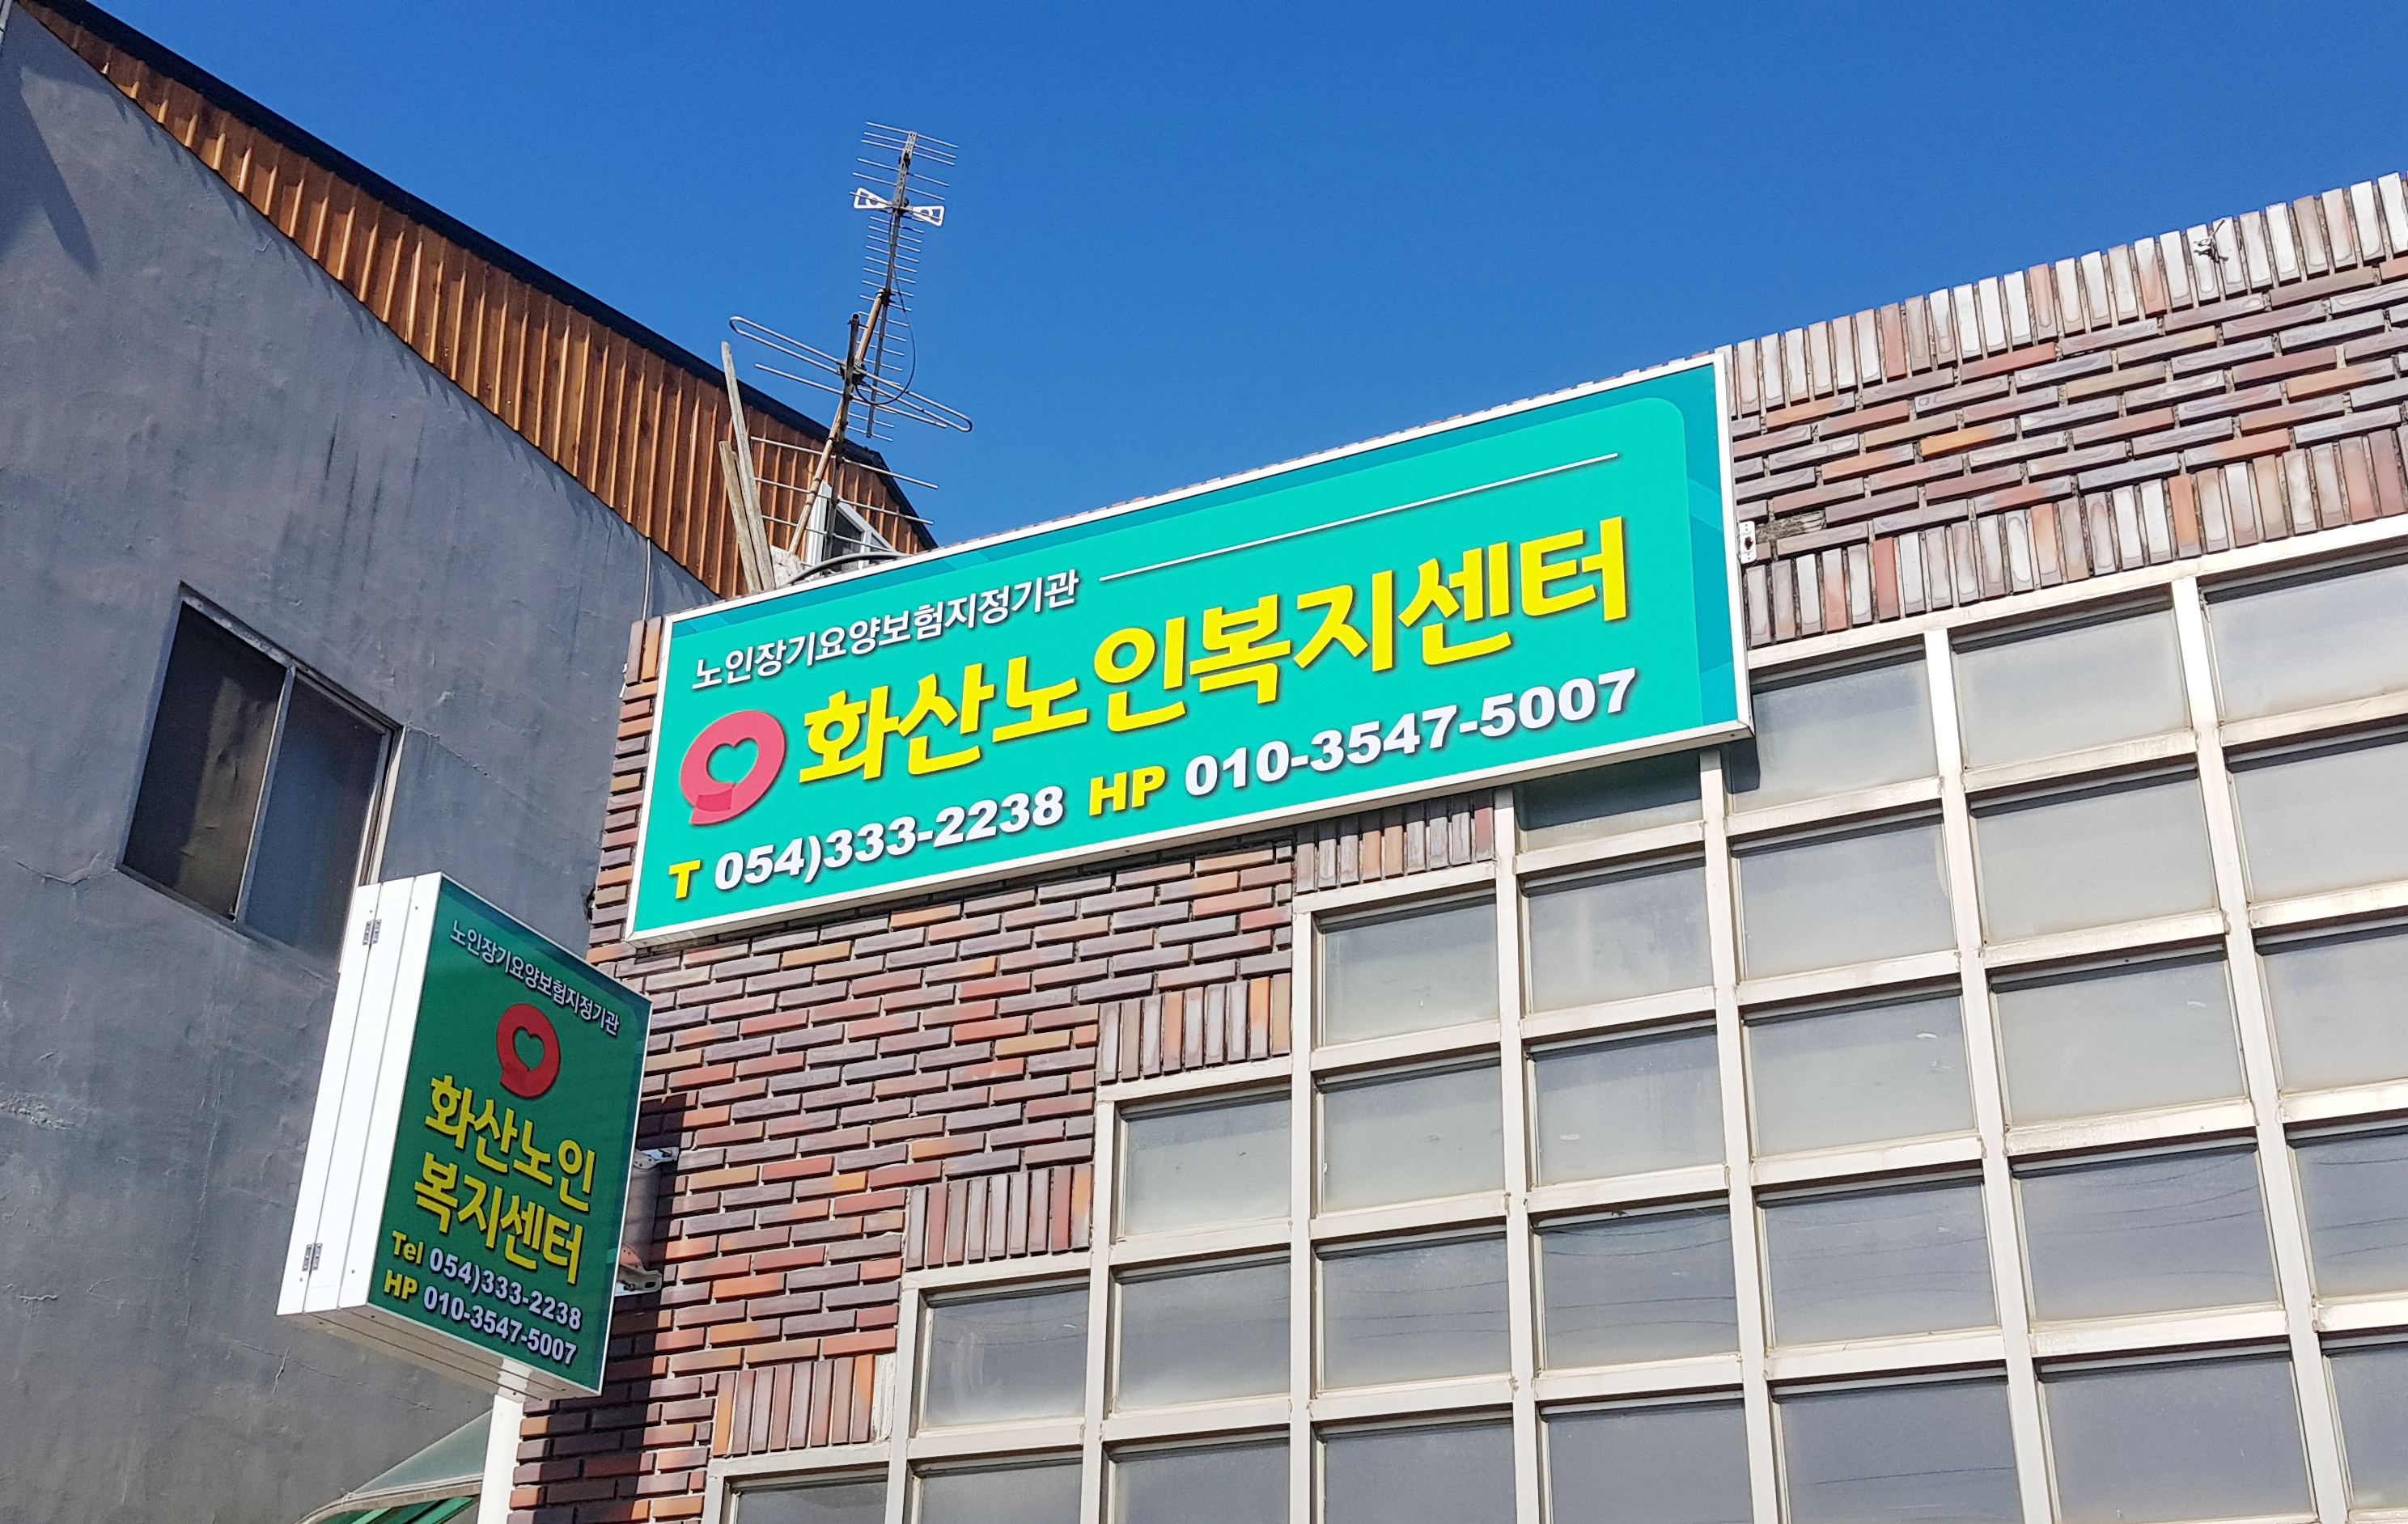 노인장기요양보험지정기관
화산노인복지센터
T 054)333-2238 HP 010-3547-5007
노인장기요양보험지정기관
화산노인
복지센터
Tel 054)333-2238
HP 010-3547-5007